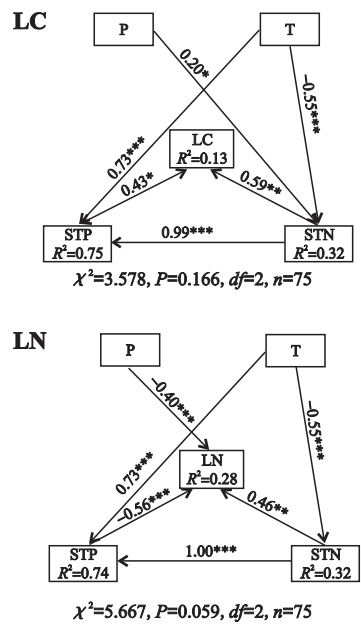 LC
P
T
0.20*
−0.55***
0.73***
LC
R²=0.13
0.43*
0.59**
STP
R²=0.75
0.99***
STN
R²=0.32
χ²=3.578, P=0.166, df=2, n=75
LN
P
T
−0.40***
−0.55***
0.73***
LN
R²=0.28
−0.56***
0.46**
STP
R²=0.74
1.00***
STN
R²=0.32
χ²=5.667, P=0.059, df=2, n=75